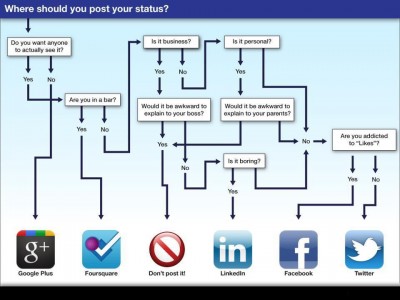 Where should you post your status?
Do you want anyone
to actually see it?
Is it business?
Is it personal?
Yes
No
Yes
No
Yes
No
Are you in a bar?
Yes
No
Would it be awkward to
explain to your boss?
Would it be awkward to
explain to your parents?
Yes
No
Yes
No
No
Are you addicted
to "Likes"?
Is it boring?
Yes
No
Yes
No
g+
in
f
Google Plus
Foursquare
Don't post it!
LinkedIn
Facebook
Twitter